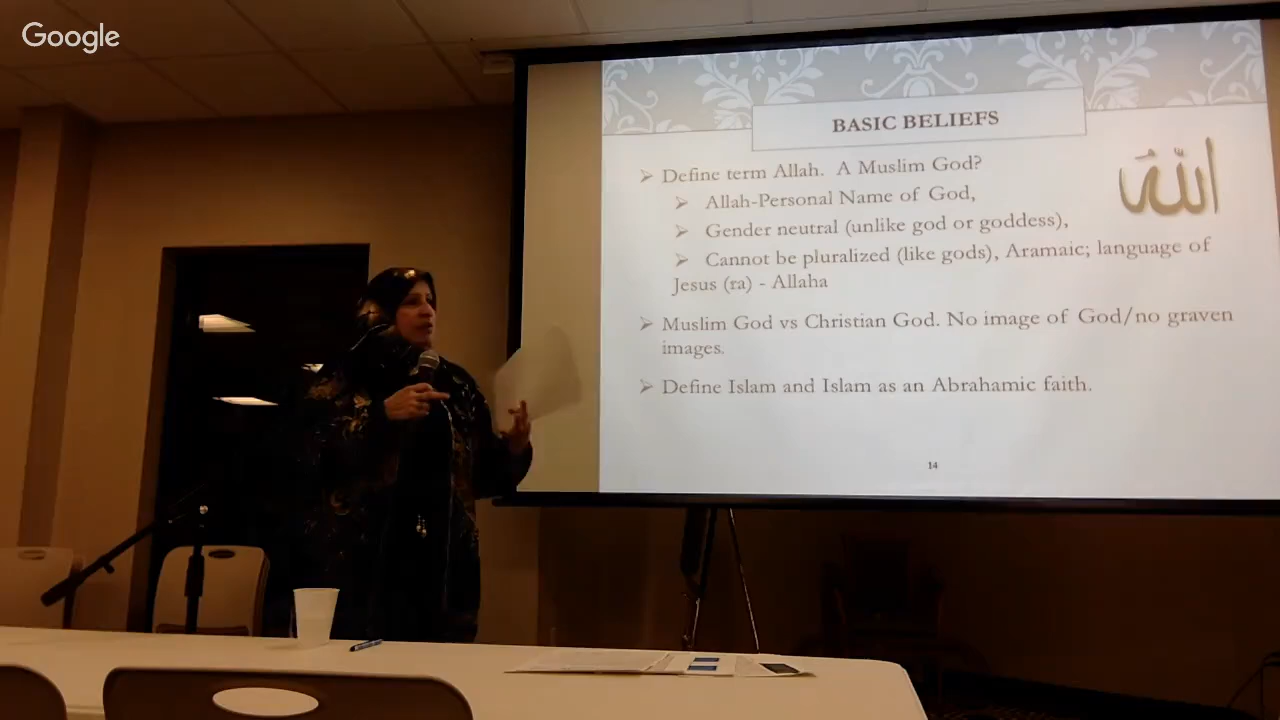 Google
BASIC BELIEFS
➢ Define term Allah. A Muslim God?
➢ Allah-Personal Name of God,
➢ Gender neutral (unlike god or goddess),
➢ Cannot be pluralized (like gods), Aramaic; language of
Jesus (ra) - Allaha
الله
➢ Muslim God vs Christian God. No image of God/no graven
images.
➢ Define Islam and Islam as an Abrahamic faith.
14